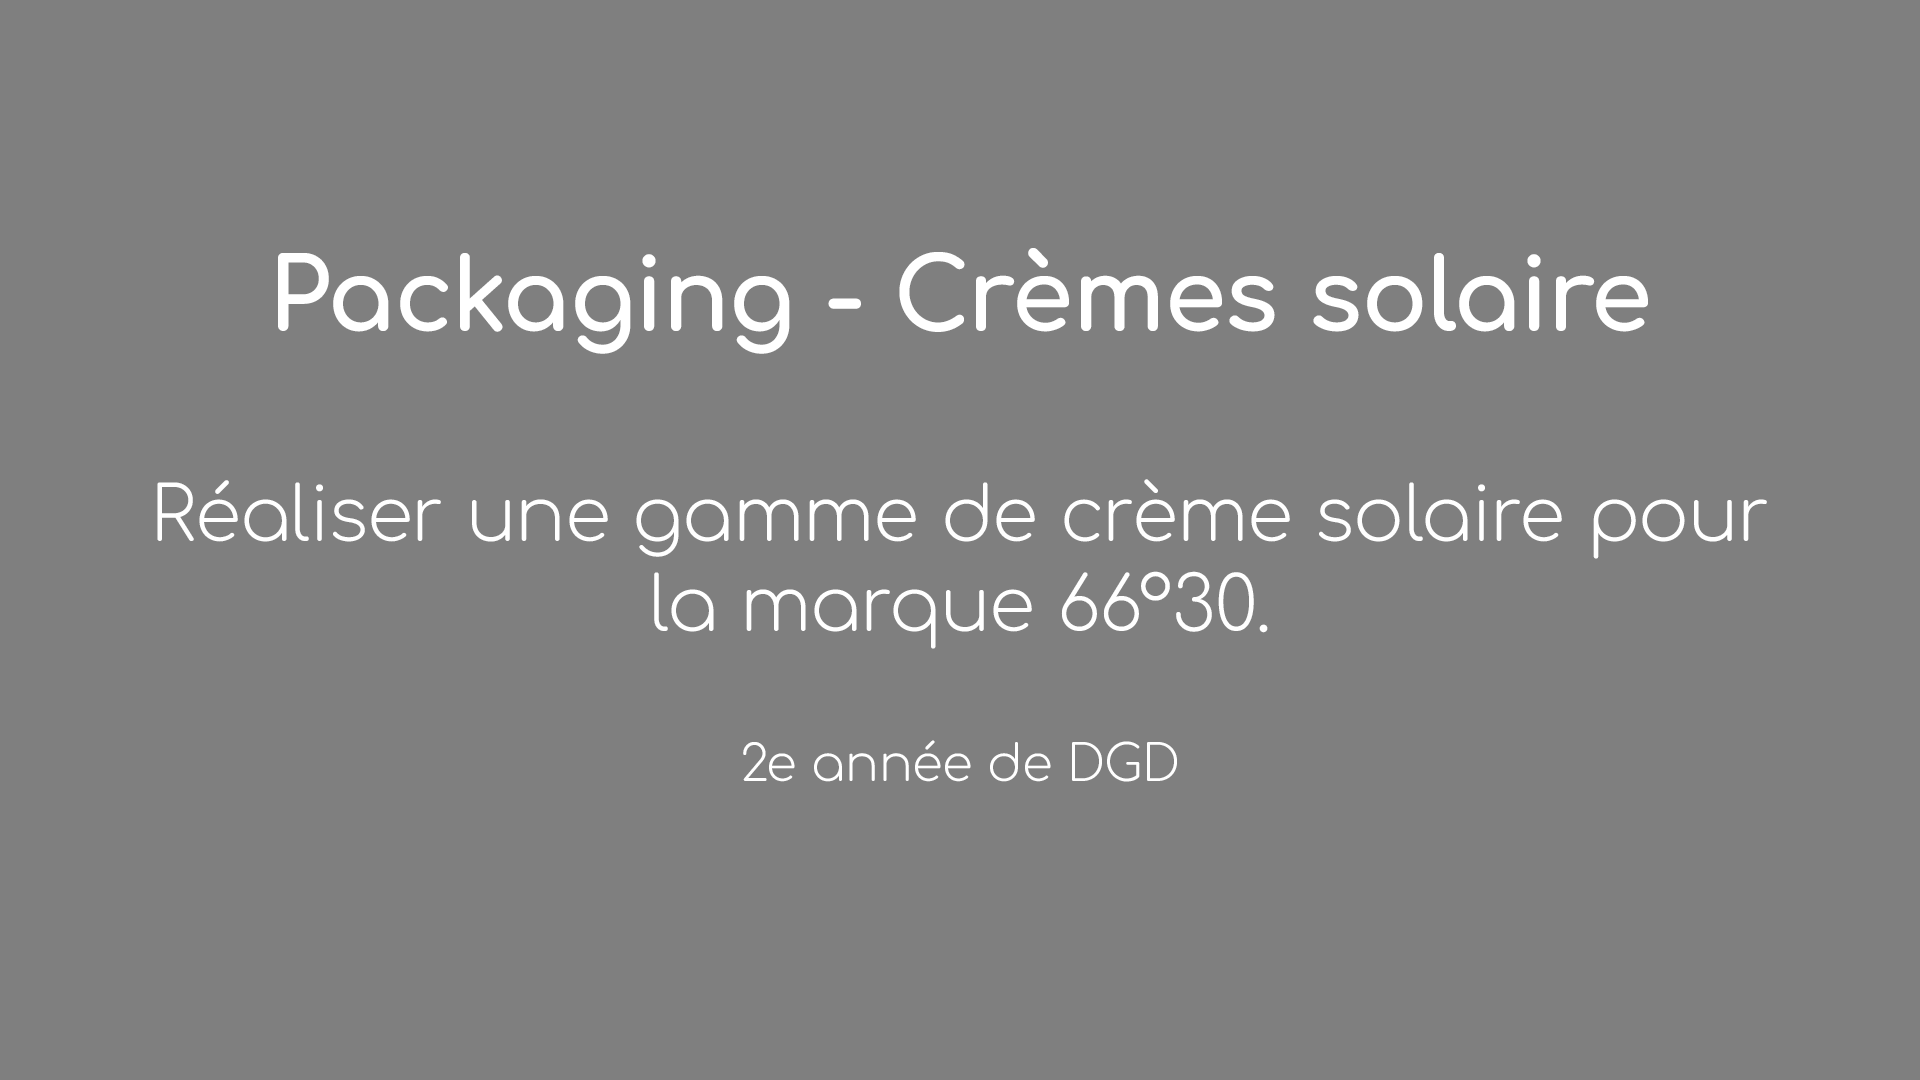 Packaging - Crèmes solaire
Réaliser une gamme de crème solaire pour
la marque 66°30.
2e année de DGD